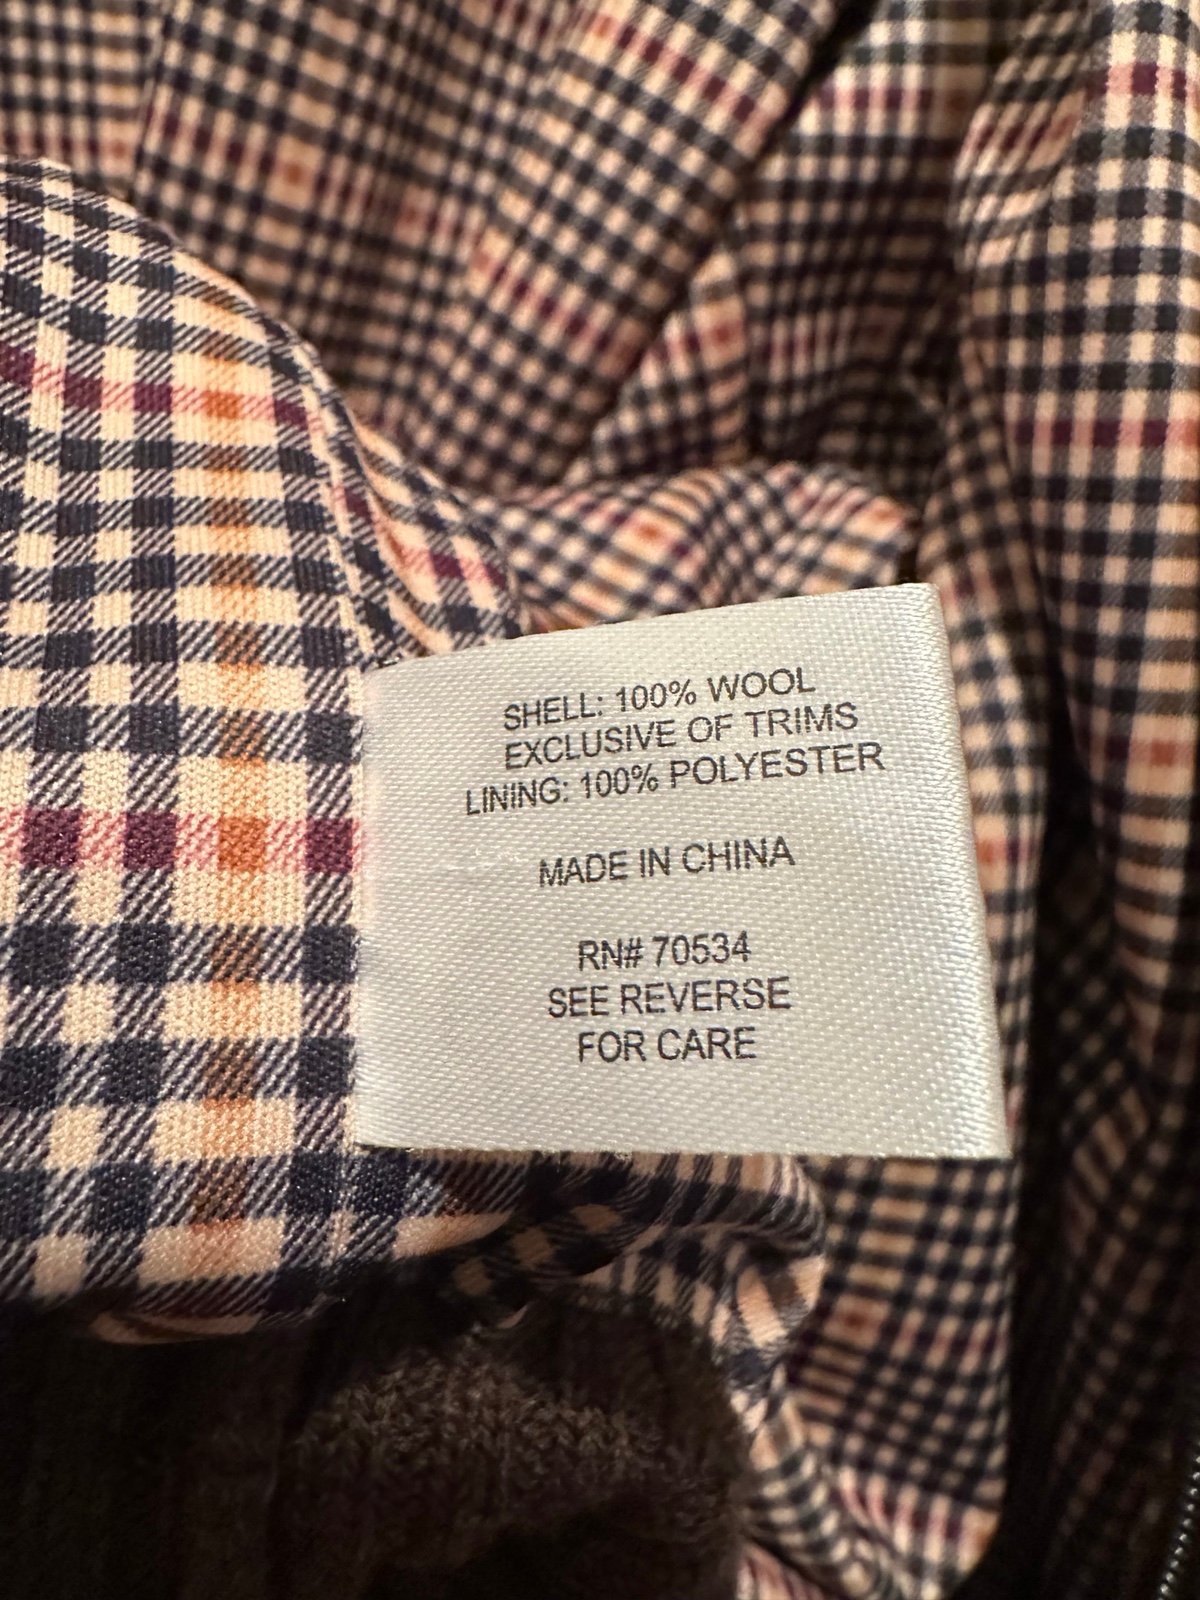 SHELL: 100% WOOL
EXCLUSIVE OF TRIMS
LINING: 100% POLYESTER
MADE IN CHINA
RN# 70534
SEE REVERSE
FOR CARE